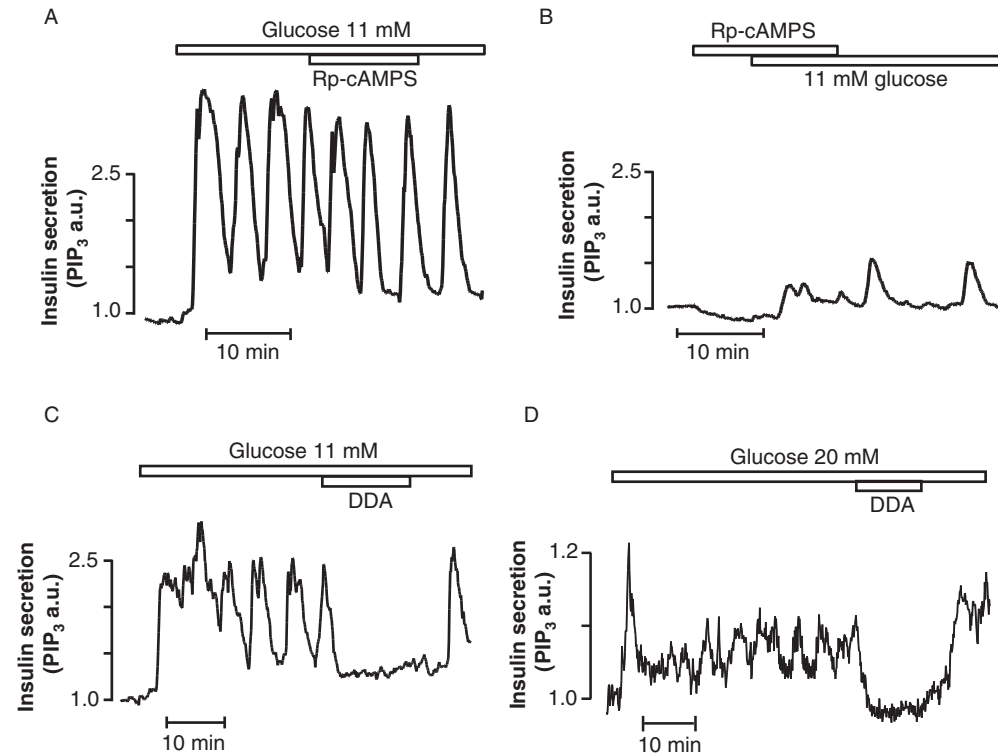 A
Glucose 11 mM
Rp-cAMPS
Insulin secretion
(PIP₃ a.u.)
2.5
1.0
10 min
B
Rp-cAMPS
11 mM glucose
Insulin secretion
(PIP₃ a.u.)
2.5
1.0
10 min
C
Glucose 11 mM
DDA
Insulin secretion
(PIP₃ a.u.)
2.5
1.0
10 min
D
Glucose 20 mM
DDA
Insulin secretion
(PIP₃ a.u.)
1.2
1.0
10 min